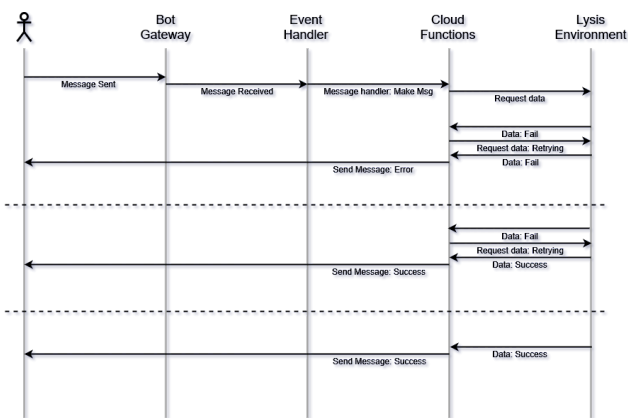 Bot
Gateway
Event
Handler
Cloud
Functions
Lysis
Environment
Message Sent
Message Received
Message handler: Make Msg
Request data
Data: Fail
Request data: Retrying
Data: Fail
Send Message: Error
Data: Fail
Request data: Retrying
Data: Success
Send Message: Success
Data: Success
Send Message: Success